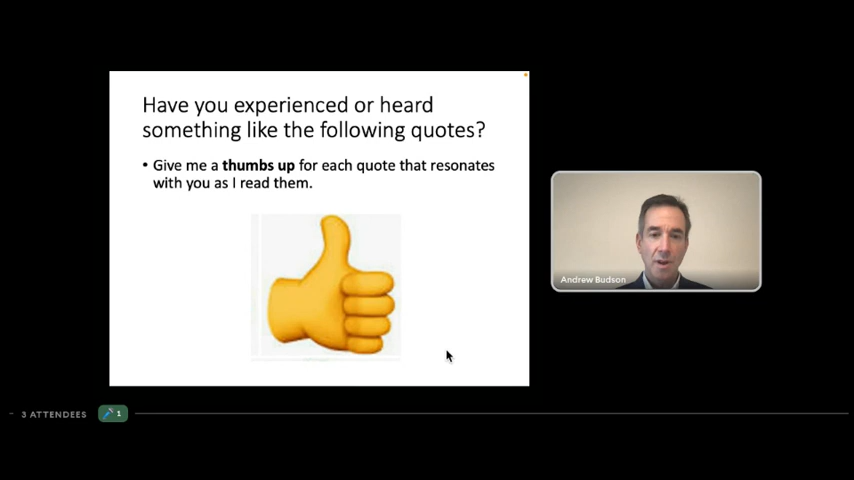 Have you experienced or heard
something like the following quotes?
• Give me a thumbs up for each quote that resonates
with you as I read them.
Andrew Budson
3 ATTENDEES
1